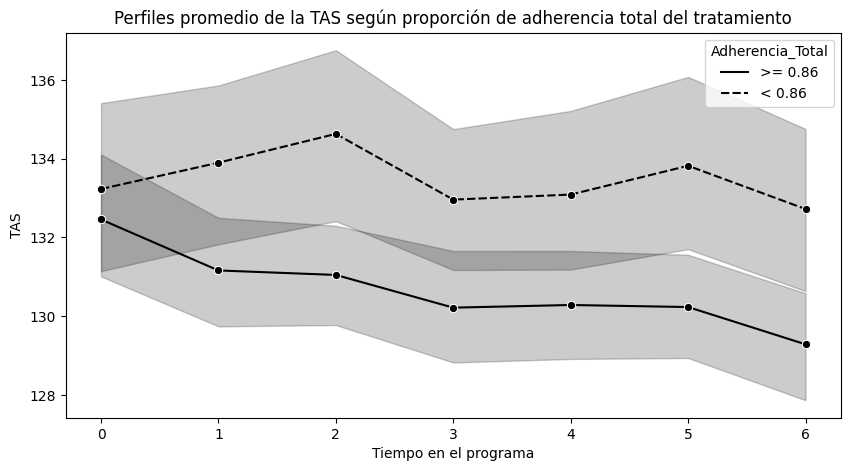 Perfiles promedio de la TAS según proporción de adherencia total del tratamiento
Adherencia_Total
>= 0.86
< 0.86
136
134
132
130
128
TAS
0 1 2 3 4 5 6
Tiempo en el programa